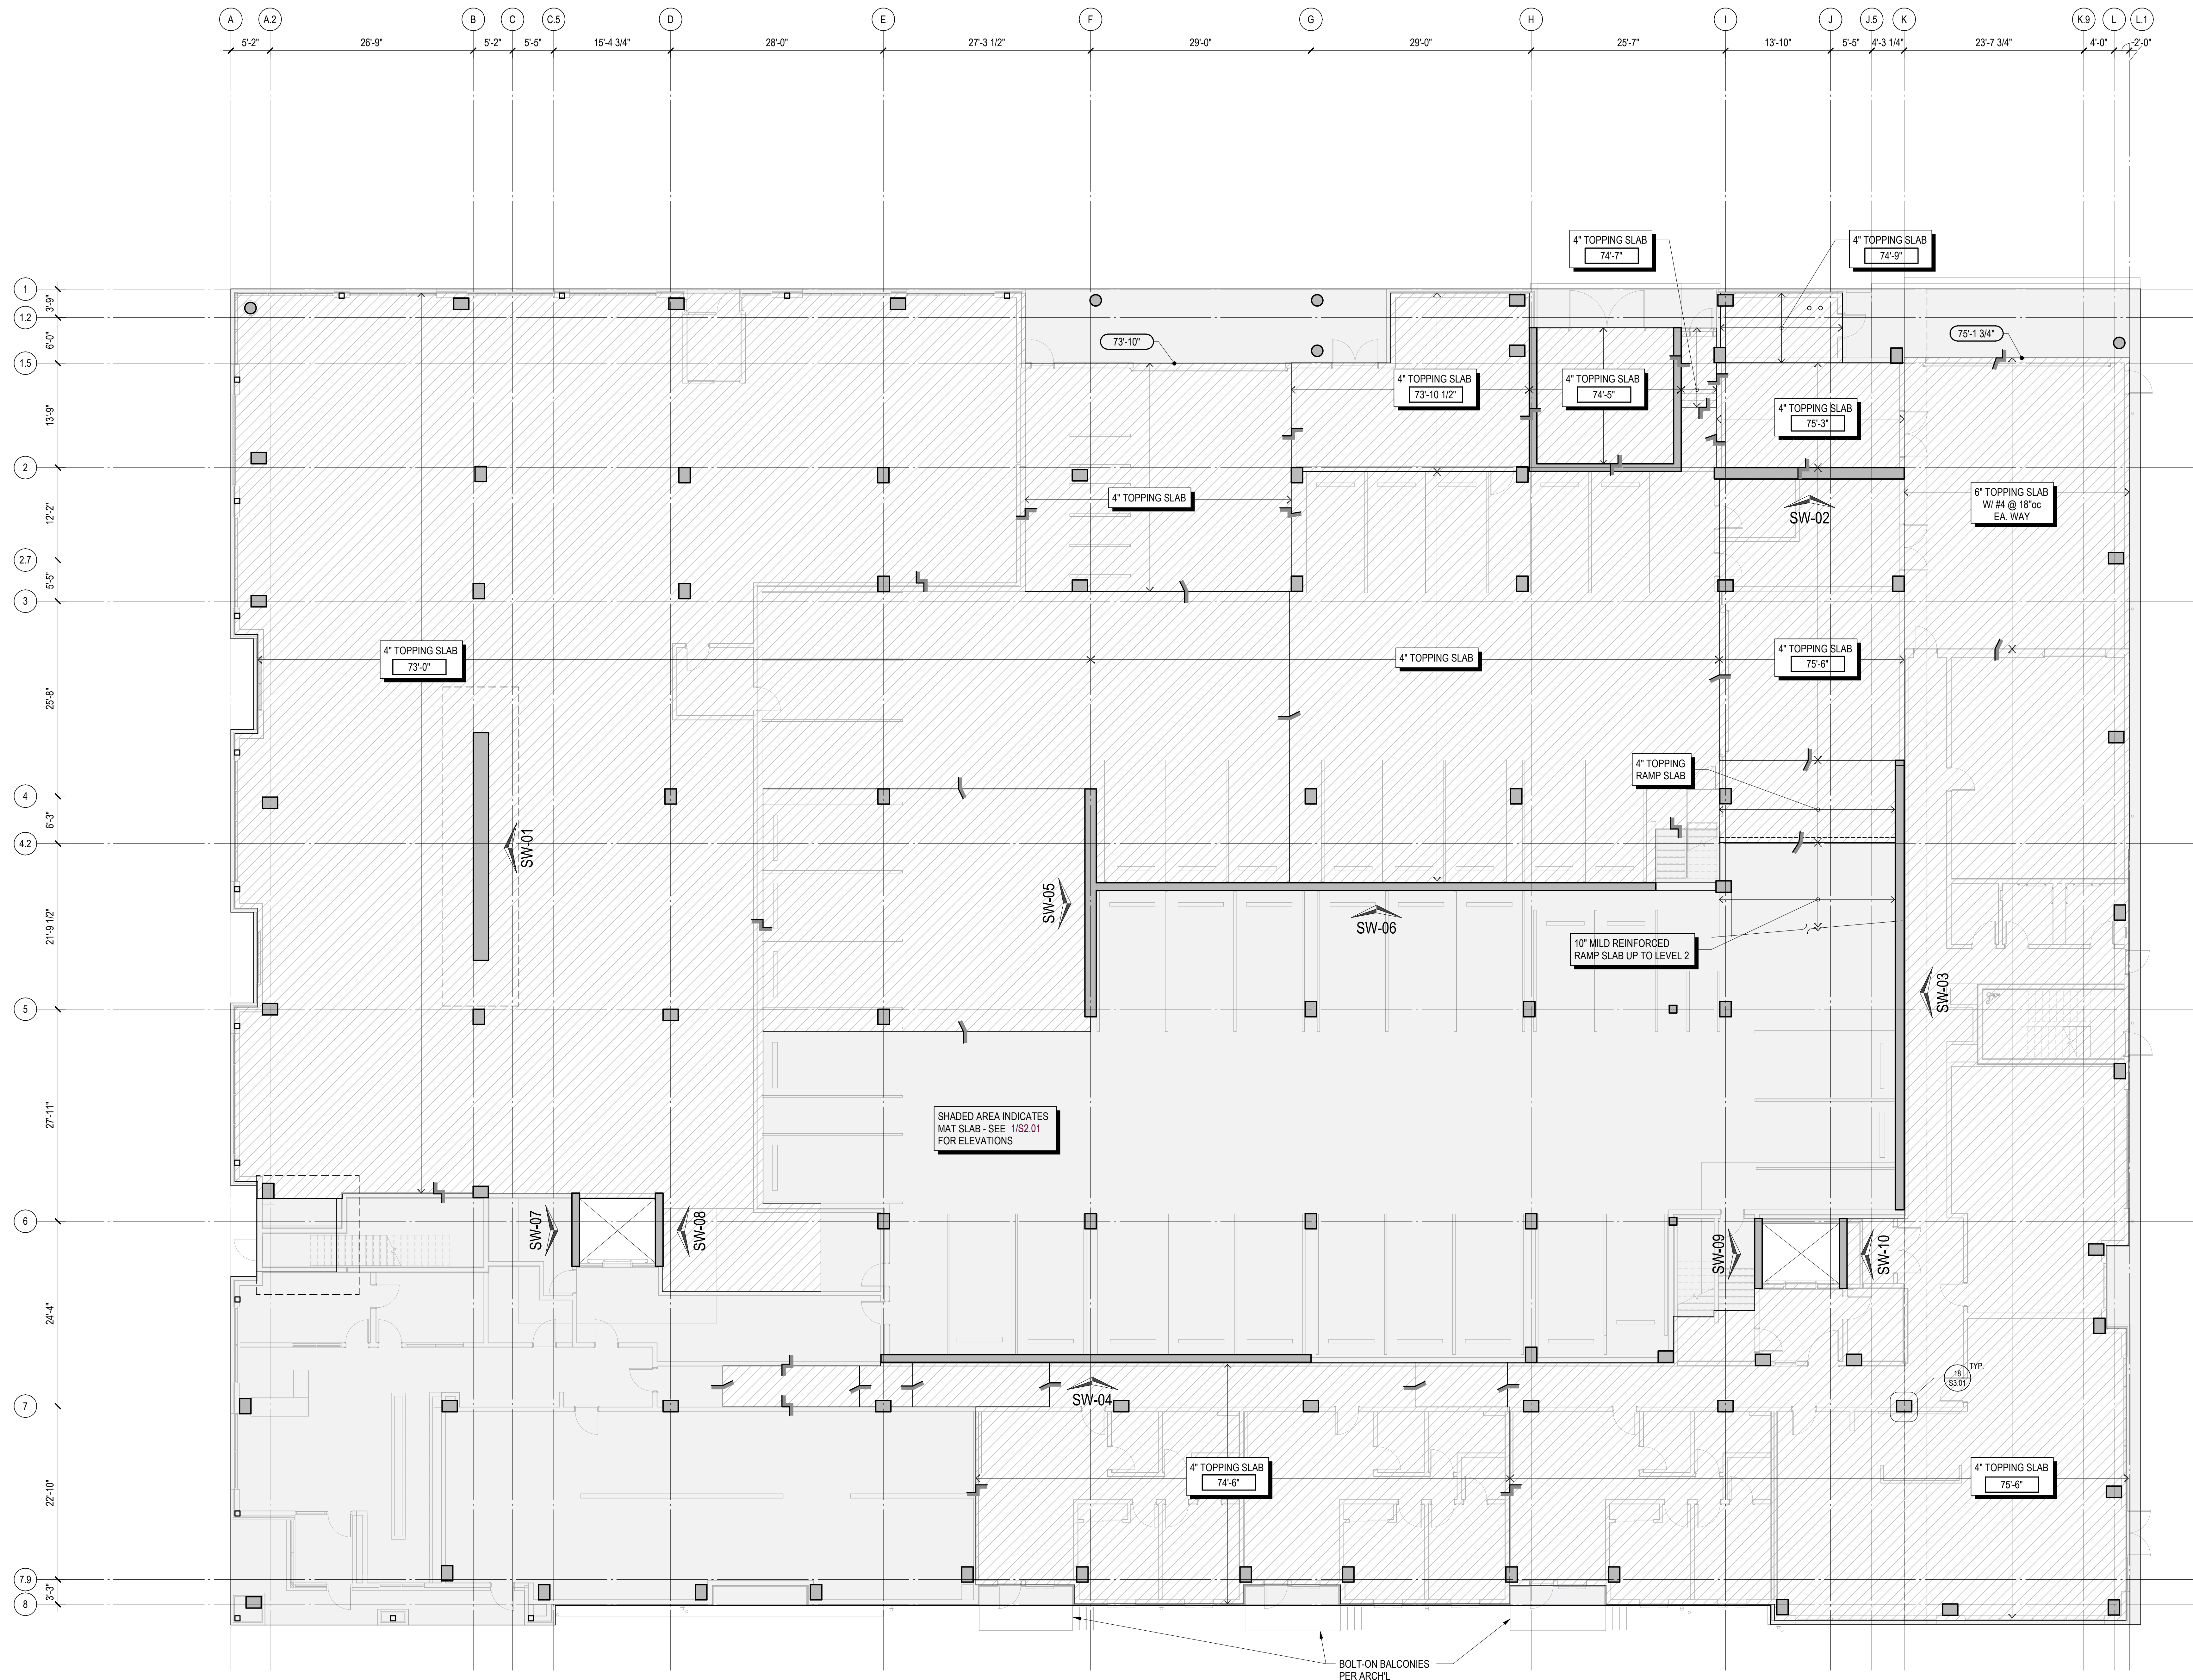 A
A.2
B
C
C.5
D
E
F
G
H
I
J
J.5
K
K.9
L
L.1
5'-2"
26'-9"
5'-2"
5'-5"
15'-4 3/4"
28'-0"
27'-3 1/2"
29'-0"
29'-0"
25'-7"
13'-10"
5'-5"
4'-3 1/4"
23'-7 3/4"
4'-0"
2'-0"
4" TOPPING SLAB
74'-7"
4" TOPPING SLAB
74'-9"
1
3'-9"
1.2
6'-0"
1.5
13'-9"
2
12'-2"
2.7
5'-5"
3
25'-8"
4
6'-3"
4.2
21'-9 1/2"
5
27'-11"
6
24'-4"
7
22'-10"
7.9
3'-3"
8
73'-10"
75'-1 3/4"
4" TOPPING SLAB
73'-10 1/2"
4" TOPPING SLAB
74'-5"
4" TOPPING SLAB
75'-3"
4" TOPPING SLAB
6" TOPPING SLAB
W/ #4 @ 18"oc
EA. WAY
SW-02
4" TOPPING SLAB
73'-0"
4" TOPPING SLAB
4" TOPPING SLAB
75'-6"
4" TOPPING
RAMP SLAB
SW-01
SW-05
SW-06
10" MILD REINFORCED
RAMP SLAB UP TO LEVEL 2
SW-03
SHADED AREA INDICATES
MAT SLAB - SEE 1/S2.01
FOR ELEVATIONS
SW-07
SW-08
SW-09
SW-10
SW-04
18
S3.01
TYP.
4" TOPPING SLAB
74'-6"
4" TOPPING SLAB
75'-6"
BOLT-ON BALCONIES
PER ARCH'L